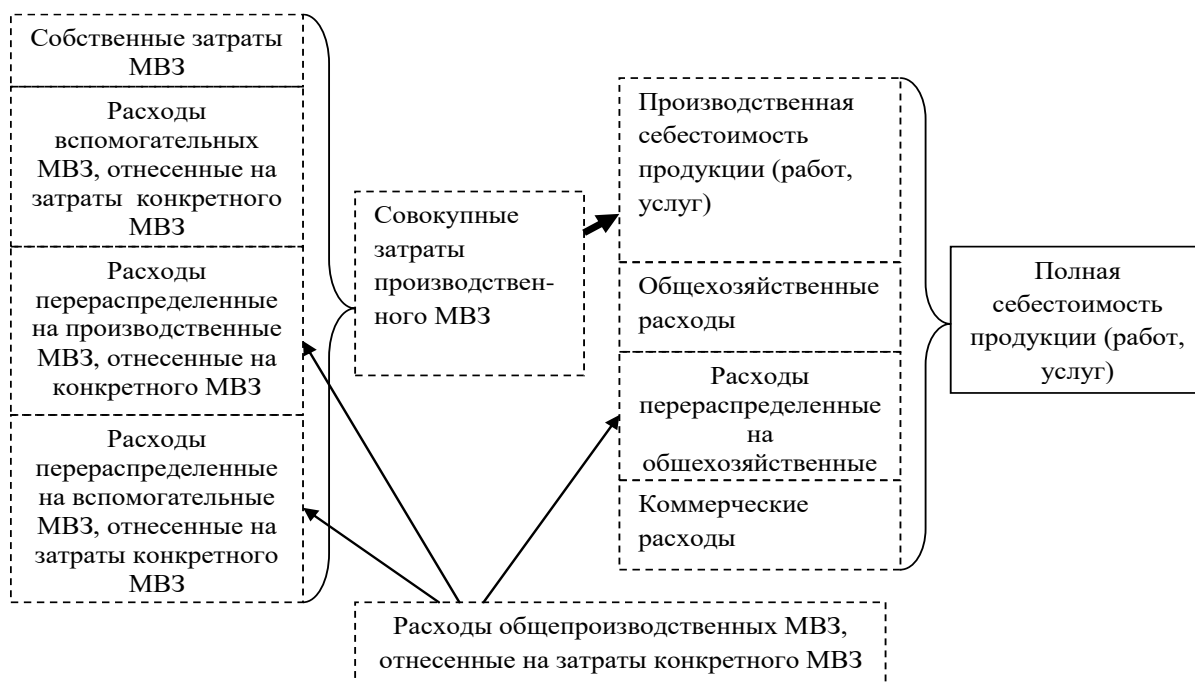 Собственные затраты
МВЗ
Расходы
вспомогательных
МВЗ, отнесенные на
затраты конкретного
МВЗ
Расходы
перераспределенные
на производственные
МВЗ, отнесенные на
конкретного МВЗ
Расходы
перераспределенные
на вспомогательные
МВЗ, отнесенные на
затраты конкретного
МВЗ
Совокупные
затраты
производствен-
ного МВЗ
Производственная
себестоимость
продукции (работ,
услуг)
Общехозяйственные
расходы
Расходы
перераспределенные
на
обшехозяйственные
Коммерческие
расходы
Полная
себестоимость
продукции (работ,
услуг)
Расходы общепроизводственных МВЗ,
отнесенные на затраты конкретного МВЗ